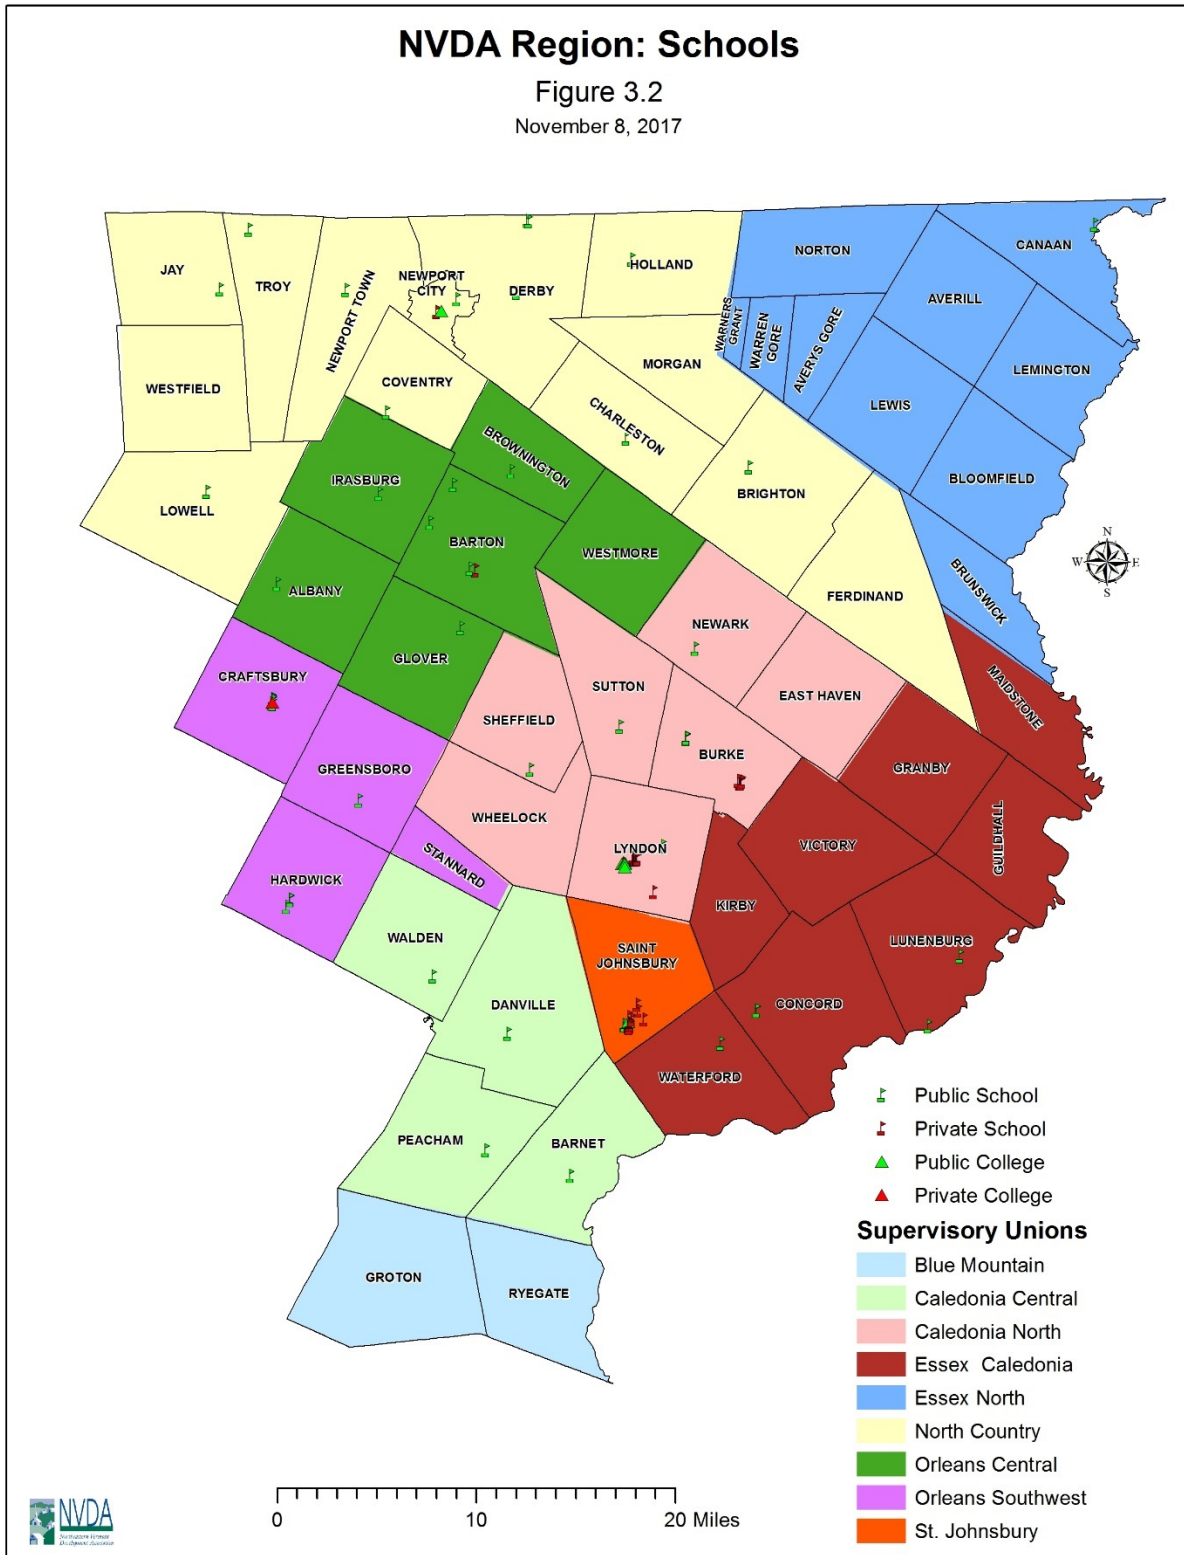 NVDA Region: Schools
Figure 3.2
November 8, 2017
NORTON
CANAAN
JAY
TROY
NEWPORT TOWN
NEWPORT
CITY
DERBY
HOLLAND
AVERILL
WARNERS
GRANT
WARREN
GORE
AVERYS GORE
MORGAN
LEMINGTON
WESTFIELD
COVENTRY
CHARLESTON
LEWIS
BROWNINGTON
IRASBURG
BRIGHTON
BLOOMFIELD
LOWELL
BARTON
WESTMORE
N
W
E
S
ALBANY
FERDINAND
BRUNSWICK
NEWARK
GLOVER
CRAFTSBURY
SUTTON
EAST HAVEN
MAIDSTONE
SHEFFIELD
BURKE
GREENSBORO
GRANBY
WHEELOCK
LYNDON
VICTORY
GUILDHALL
STANNARD
HARDWICK
KIRBY
WALDEN
SAINT
JOHNSBURY
LUNENBURG
DANVILLE
CONCORD
WATERFORD
PEACHAM
BARNET
GROTON
RYEGATE
Public School
Private School
Public College
Private College
Supervisory Unions
Blue Mountain
Caledonia Central
Caledonia North
Essex Caledonia
Essex North
North Country
Orleans Central
Orleans Southwest
St. Johnsbury
0
10
20 Miles
NVDA
Northeastern Vermont
Development Association